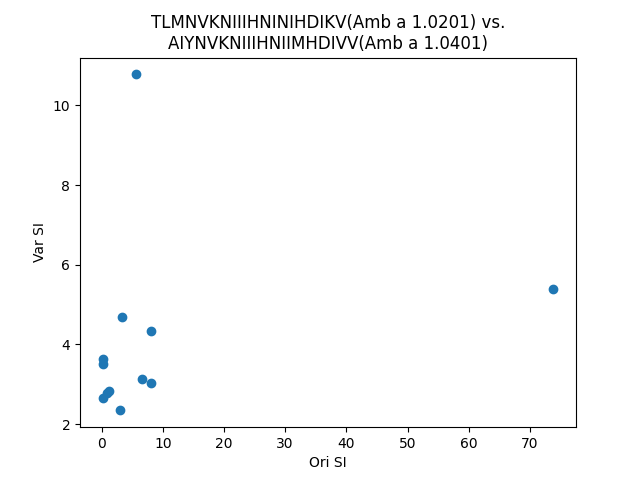 TLMNVKNIIIHNINIHDIKV(Amb a 1.0201) vs.
AIYNVKNIIIHNIIMHDIVV(Amb a 1.0401)
10
8
6
4
2
Var SI
0 10 20 30 40 50 60 70
Ori SI